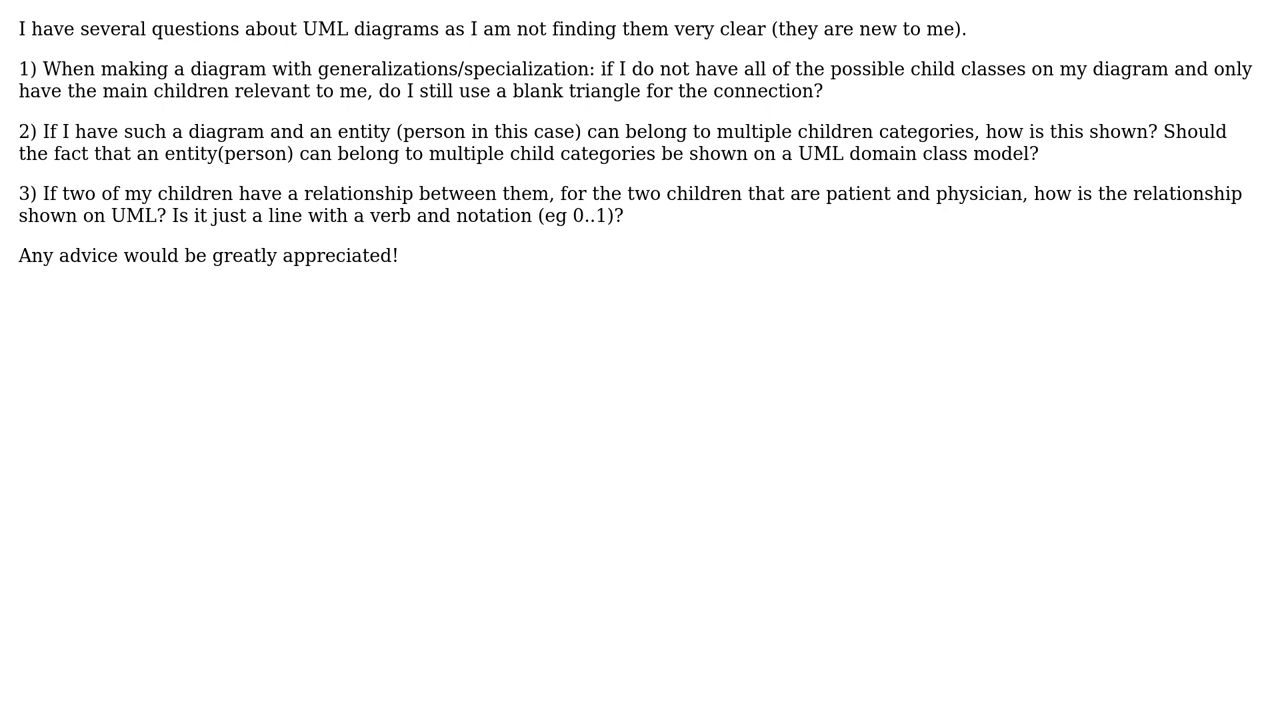 I have several questions about UML diagrams as I am not finding them very clear (they are new to me).
1) When making a diagram with generalizations/specialization: if I do not have all of the possible child classes on my diagram and only
have the main children relevant to me, do I still use a blank triangle for the connection?
2) If I have such a diagram and an entity (person in this case) can belong to multiple children categories, how is this shown? Should
the fact that an entity(person) can belong to multiple child categories be shown on a UML domain class model?
3) If two of my children have a relationship between them, for the two children that are patient and physician, how is the relationship
shown on UML? Is it just a line with a verb and notation (eg 0..1)?
Any advice would be greatly appreciated!